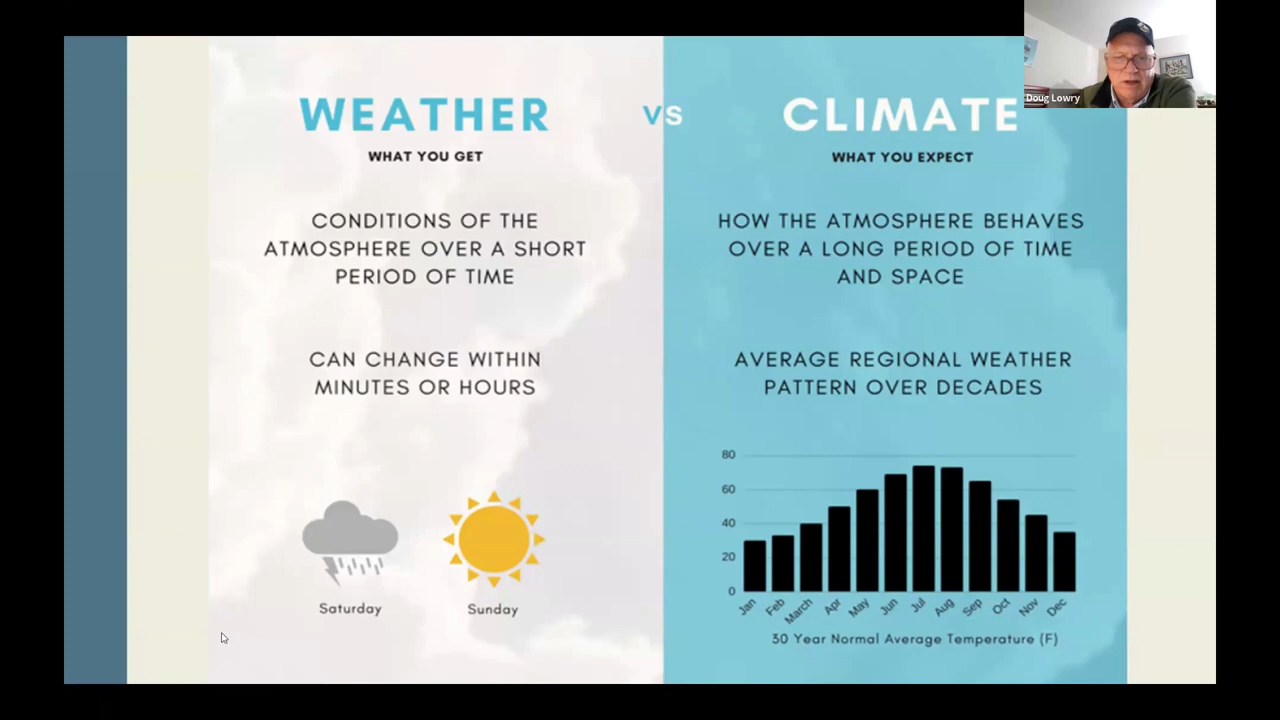 Doug Lowry
WEATHER
VS
CLIMATE
WHAT YOU GET
WHAT YOU EXPECT
CONDITIONS OF THE
ATMOSPHERE OVER A SHORT
PERIOD OF TIME
HOW THE ATMOSPHERE BEHAVES
OVER A LONG PERIOD OF TIME
AND SPACE
CAN CHANGE WITHIN
MINUTES OR HOURS
AVERAGE REGIONAL WEATHER
PATTERN OVER DECADES
80
60
40
20
0
Jan Feb March Apr May Jun Jul Aug Sep Oct Nov Dec
Saturday
Sunday
30 Year Normal Average Temperature (F)